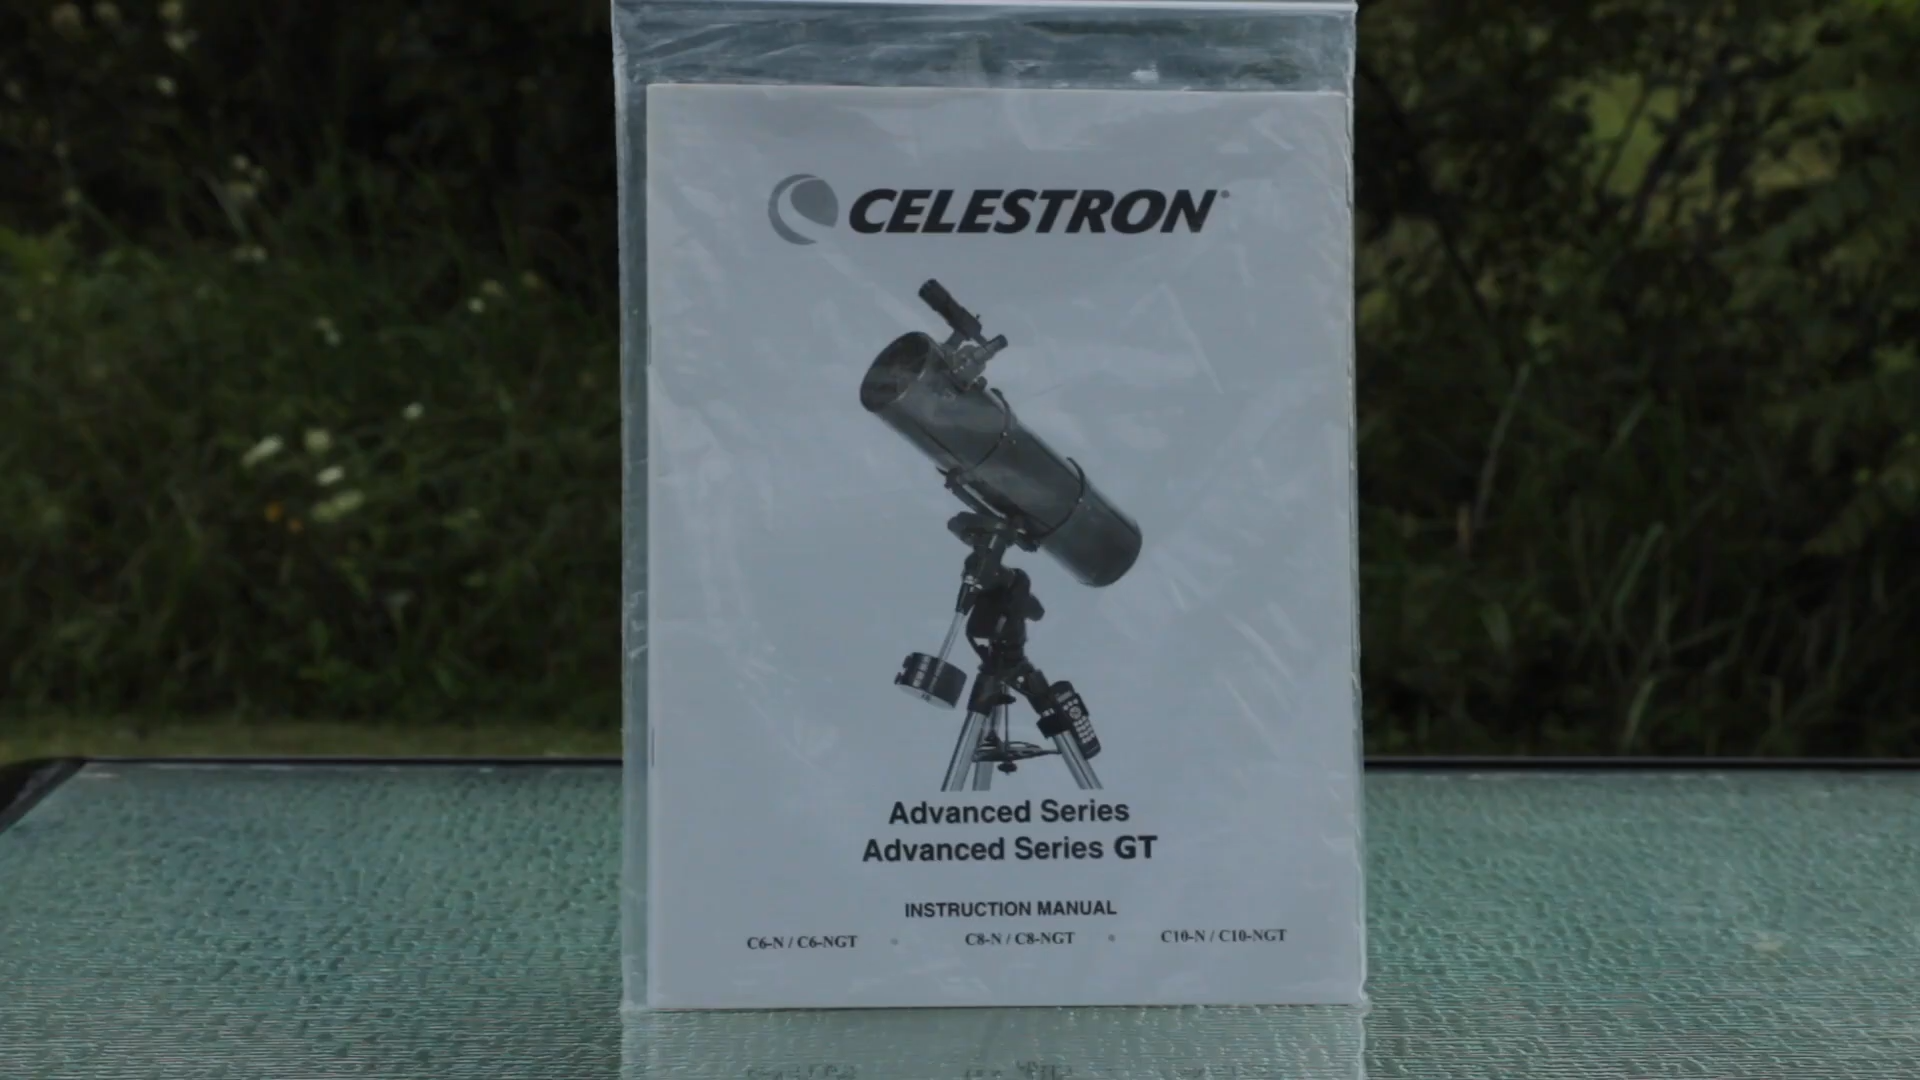 CELESTRON
Advanced Series
Advanced Series GT
INSTRUCTION MANUAL
C6-N / C6-NGT • C8-N / C8-NGT • C10-N / C10-NGT